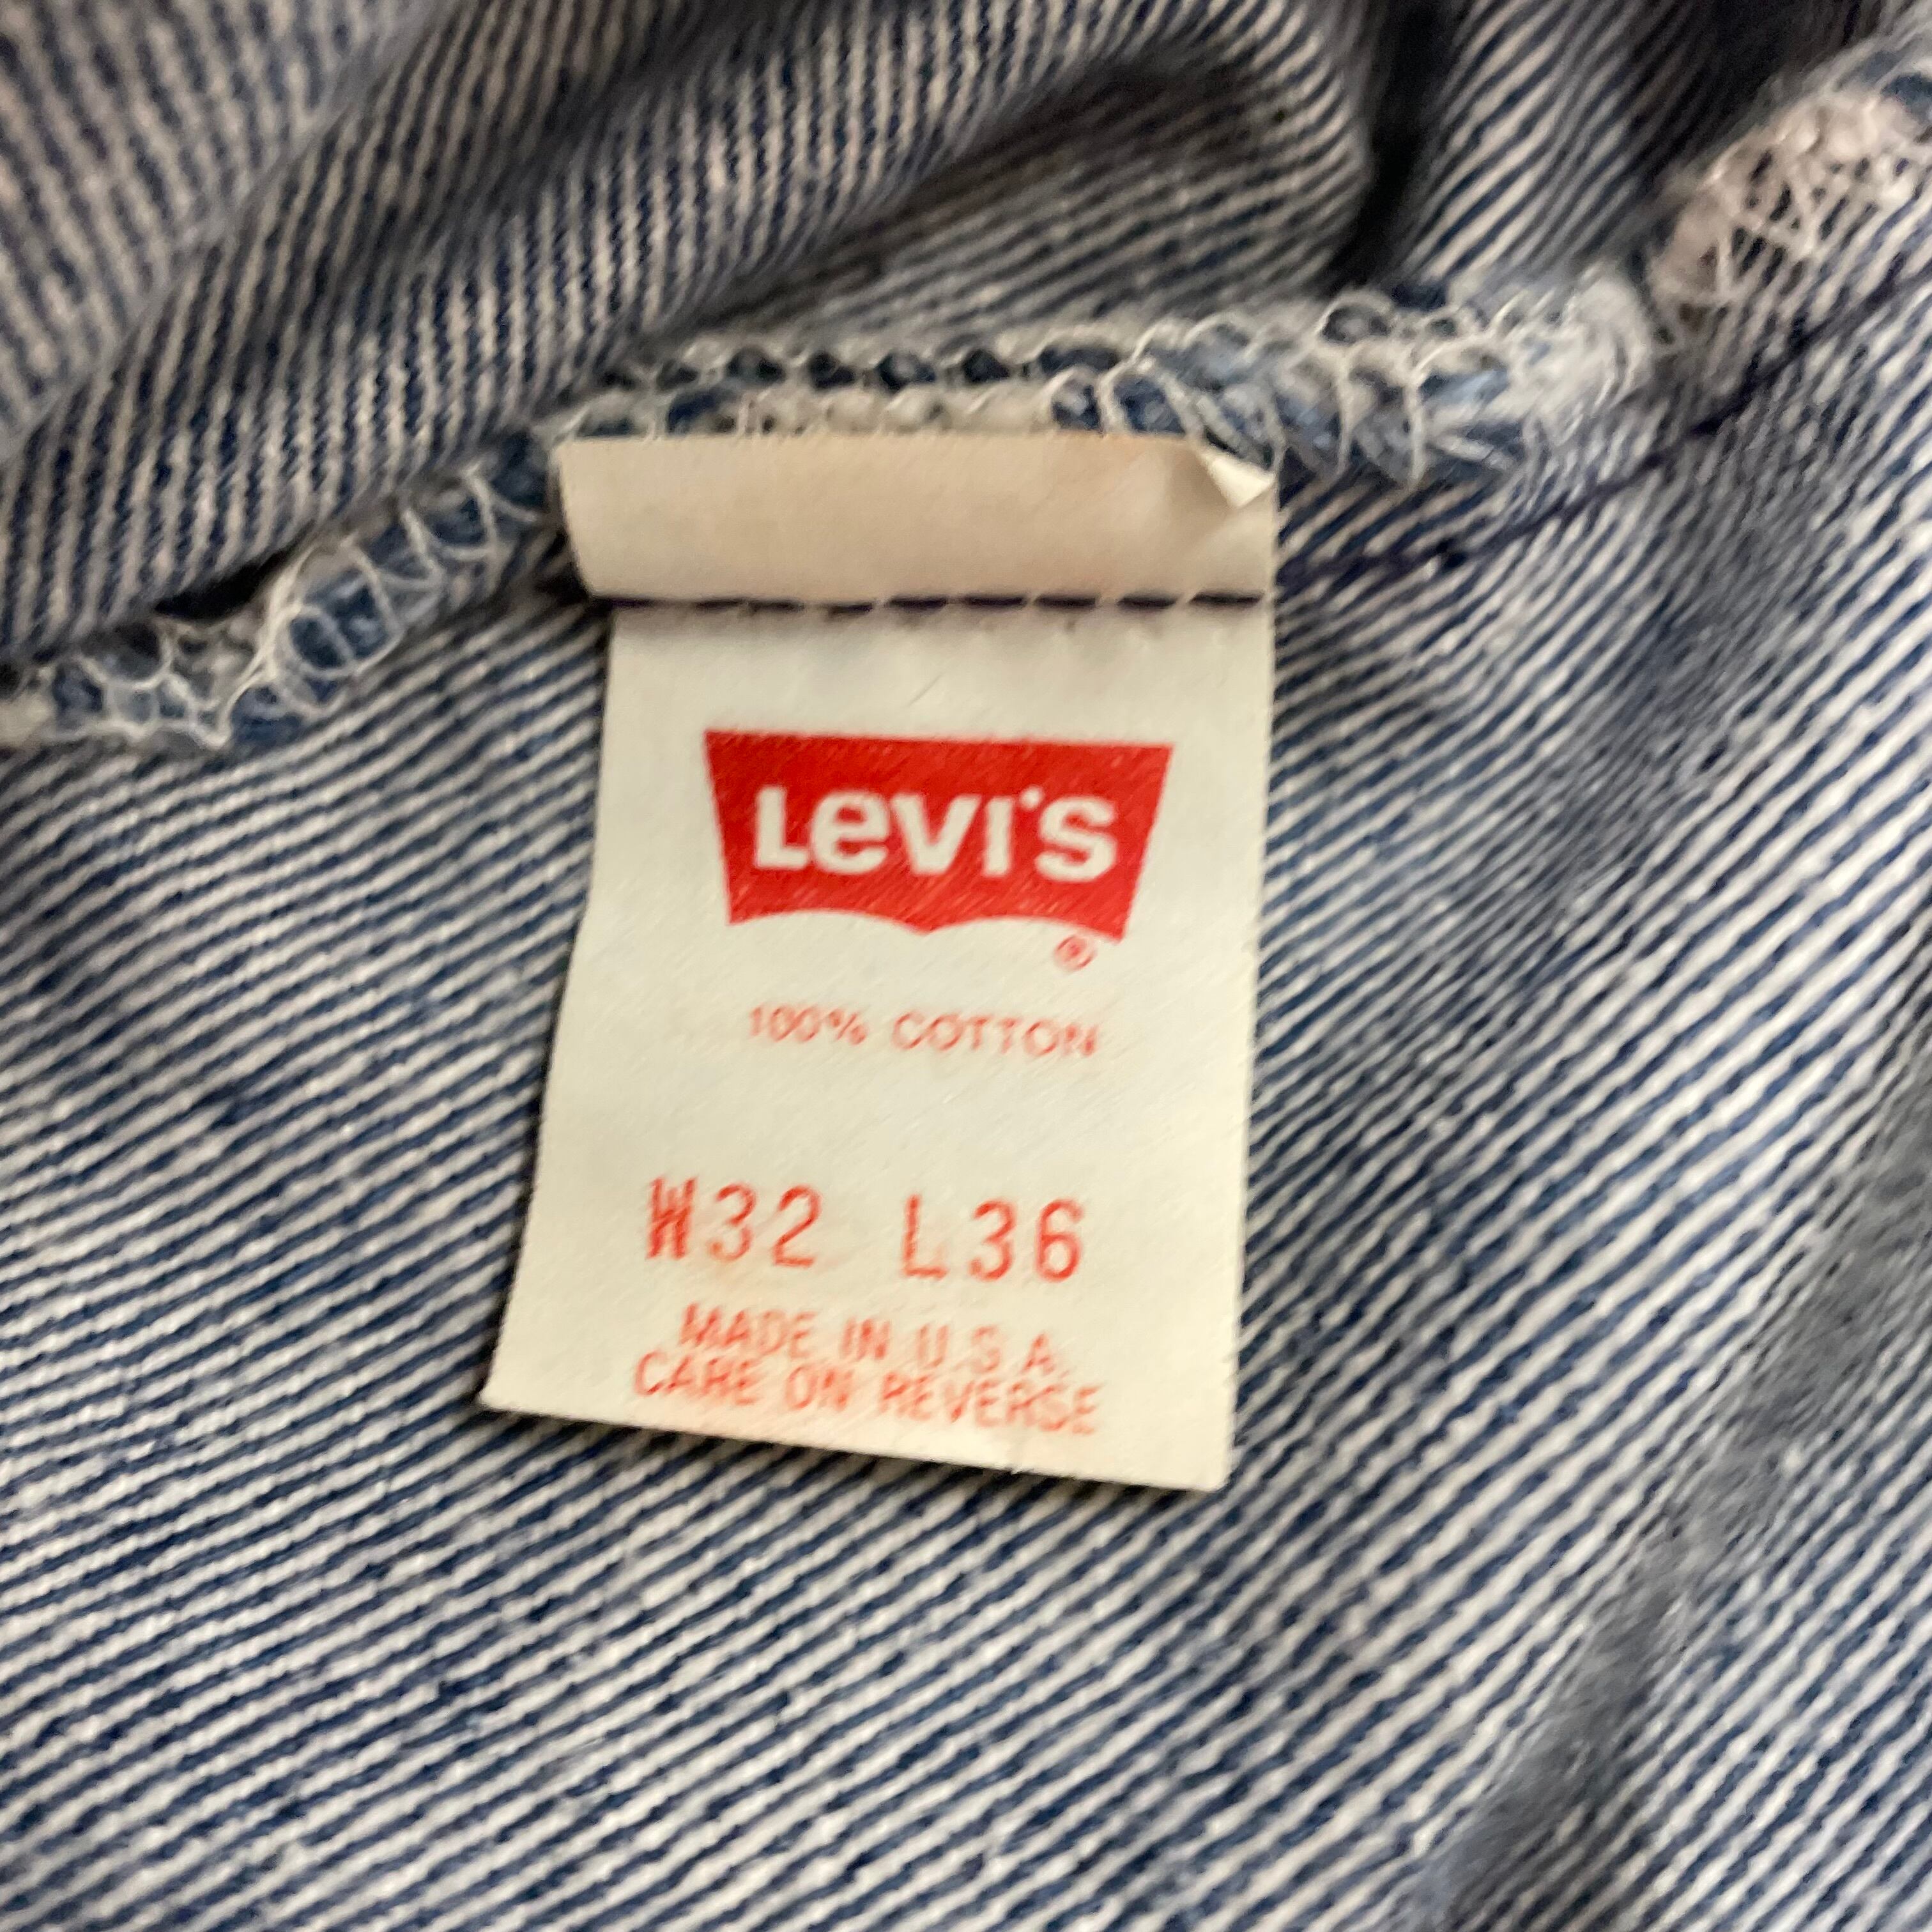 Levi's
®
100% COTTON
W32 L36
MADE IN U.S.A.
CARE ON REVERSE